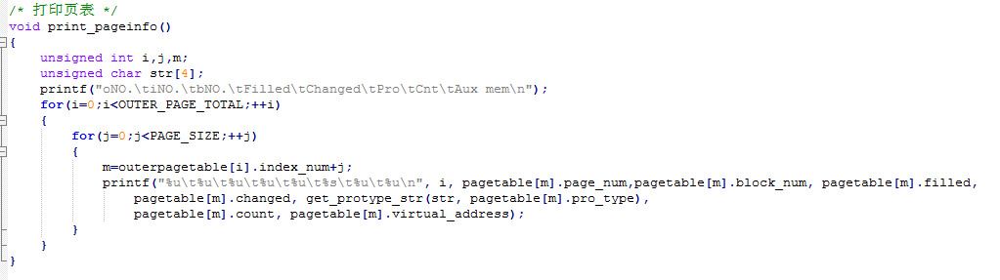 /* 打印页表 */
void print_pageinfo()
{
    unsigned int i,j,m;
    unsigned char str[4];
    printf("oNO.\tiNO.\tbNO.\tFilled\tChanged\tPro\tCnt\tAux mem\n");
    for(i=0;i<OUTER_PAGE_TOTAL;++i)
    {
        for(j=0;j<PAGE_SIZE;++j)
        {
            m=outerpagetable[i].index_num+j;
            printf("%u\t%u\t%u\t%u\t%u\t%s\t%u\t%u\n", i, pagetable[m].page_num,pagetable[m].block_num, pagetable[m].filled,
                pagetable[m].changed, get_protype_str(str, pagetable[m].pro_type),
                pagetable[m].count, pagetable[m].virtual_address);
        }
    }
}